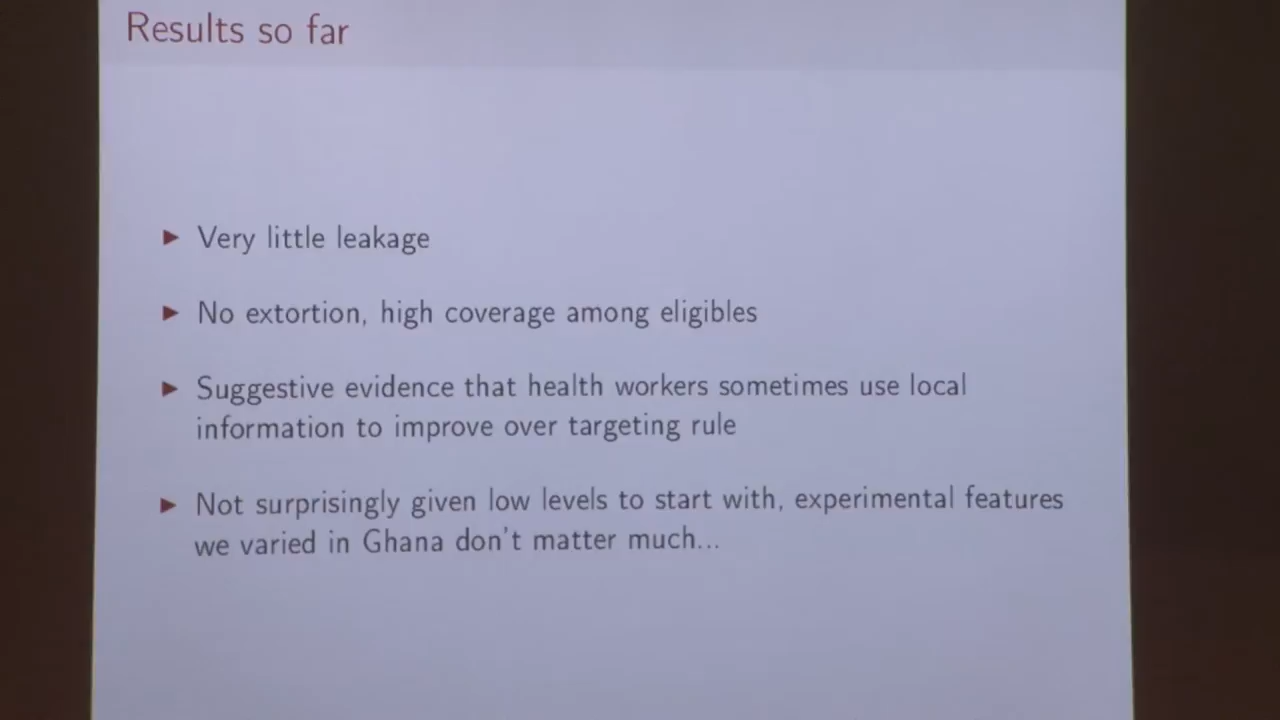 Results so far
► Very little leakage
► No extortion, high coverage among eligibles
► Suggestive evidence that health workers sometimes use local
information to improve over targeting rule
► Not surprisingly given low levels to start with, experimental features
we varied in Ghana don't matter much...